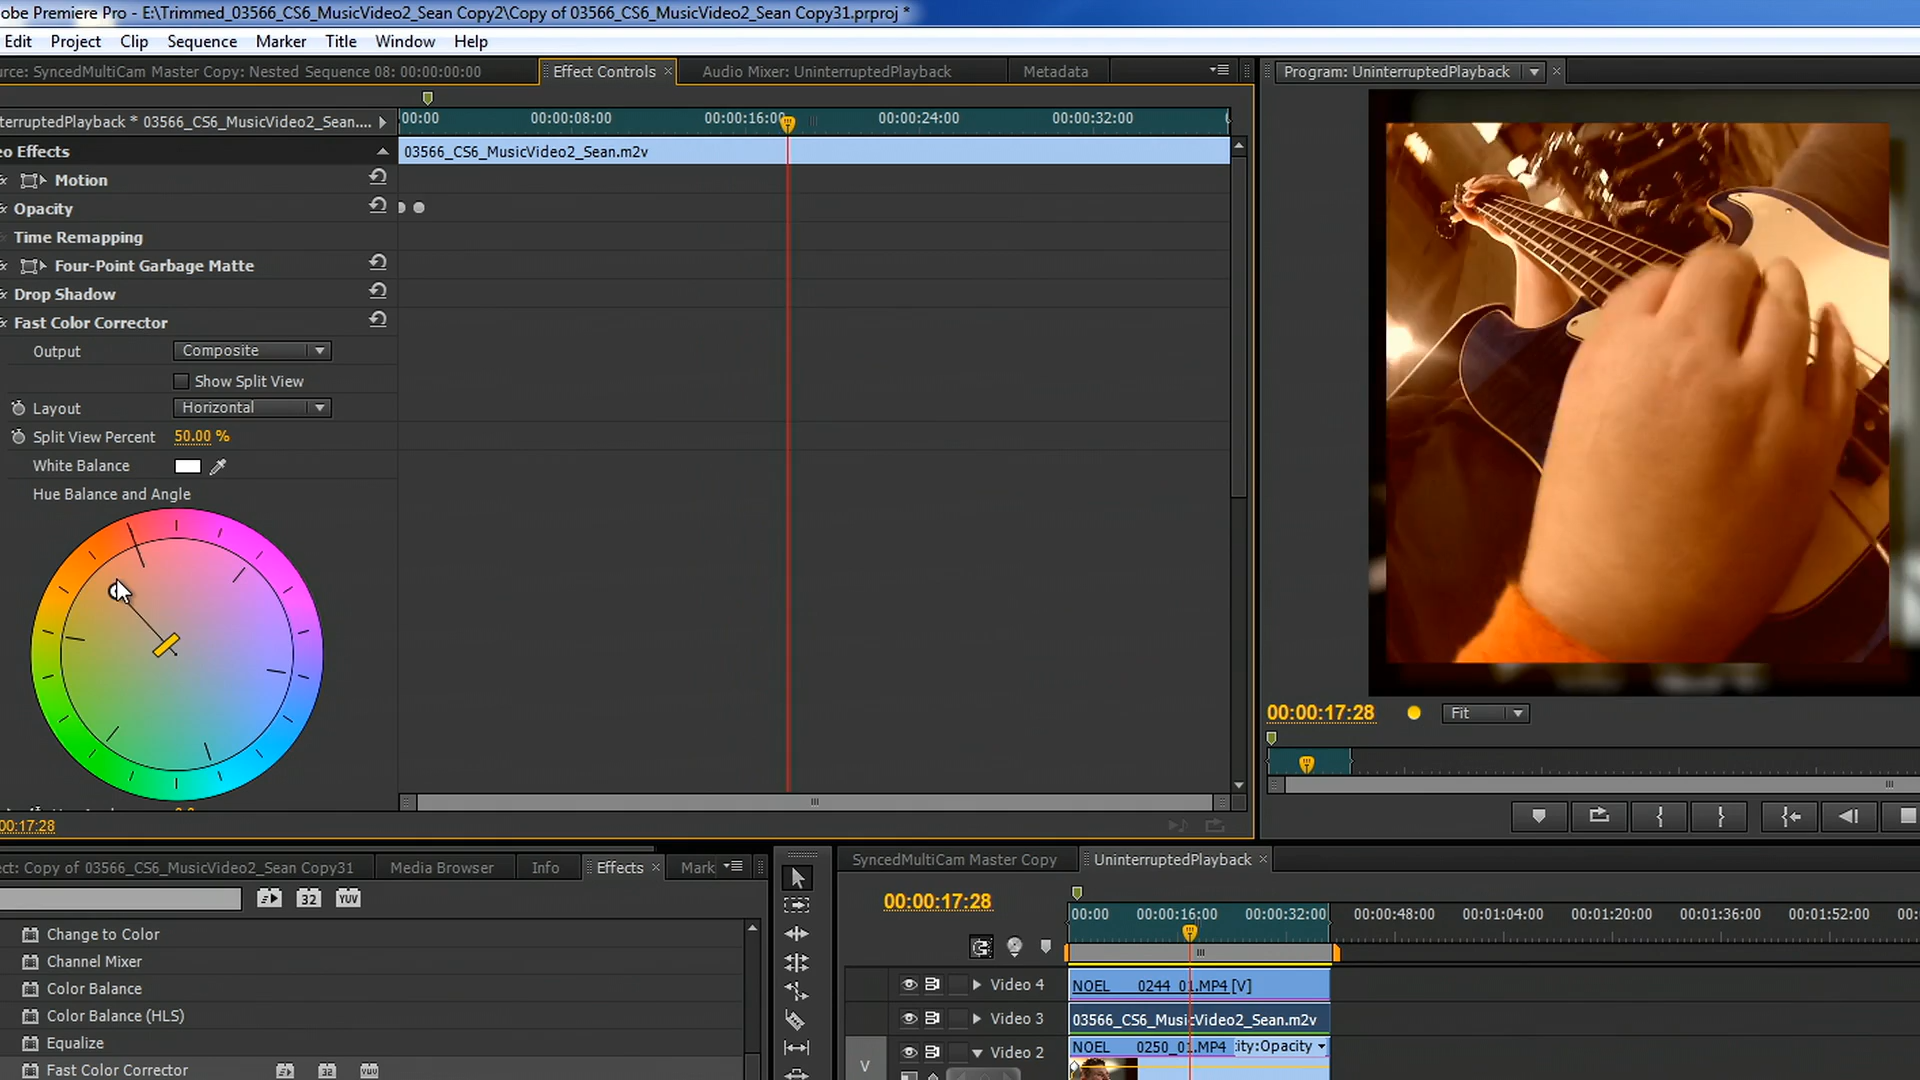 obe Premiere Pro - E:\Trimmed_03566_CS6_MusicVideo2_Sean Copy2\Copy of 03566_CS6_MusicVideo2_Sean Copy31.prproj *
Edit Project Clip Sequence Marker Title Window Help
rce: SyncedMultiCam Master Copy: Nested Sequence 08: 00:00:00:00
Effect Controls
Audio Mixer: UninterruptedPlayback
Metadata
Program: UninterruptedPlayback
terruptedPlayback * 03566_CS6_MusicVideo2_Sean....
00:00 00:00:08:00 00:00:16:00 00:00:24:00 00:00:32:00
eo Effects
03566_CS6_MusicVideo2_Sean.m2v
Motion
Opacity
Time Remapping
Four-Point Garbage Matte
Drop Shadow
Fast Color Corrector
Output Composite
Show Split View
Layout Horizontal
Split View Percent 50.00 %
White Balance
Hue Balance and Angle
00:00:17:28 Fit
00:17:28
ect: Copy of 03566_CS6_MusicVideo2_Sean Copy31
Media Browser
Info
Effects
Mark
32
YUV
Change to Color
Channel Mixer
Color Balance
Color Balance (HLS)
Equalize
Fast Color Corrector 32 YUV
SyncedMultiCam Master Copy
UninterruptedPlayback
00:00:17:28
00:00 00:00:16:00 00:00:32:00 00:00:48:00 00:01:04:00 00:01:20:00 00:01:36:00 00:01:52:00 00:
Video 4 NOEL 0244_01.MP4 [V]
Video 3 03566_CS6_MusicVideo2_Sean.m2v
V Video 2 NOEL 0250_01.MP4 ity:Opacity